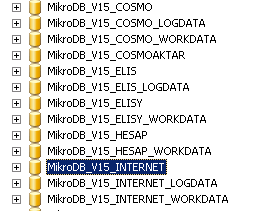 MikroDB_V15_COSMO
MikroDB_V15_COSMO_LOGDATA
MikroDB_V15_COSMO_WORKDATA
MikroDB_V15_COSMOAKTAR
MikroDB_V15_ELIS
MikroDB_V15_ELIS_LOGDATA
MikroDB_V15_ELISY
MikroDB_V15_ELISY_WORKDATA
MikroDB_V15_HESAP
MikroDB_V15_HESAP_WORKDATA
MikroDB_V15_INTERNET
MikroDB_V15_INTERNET_LOGDATA
MikroDB_V15_INTERNET_WORKDATA